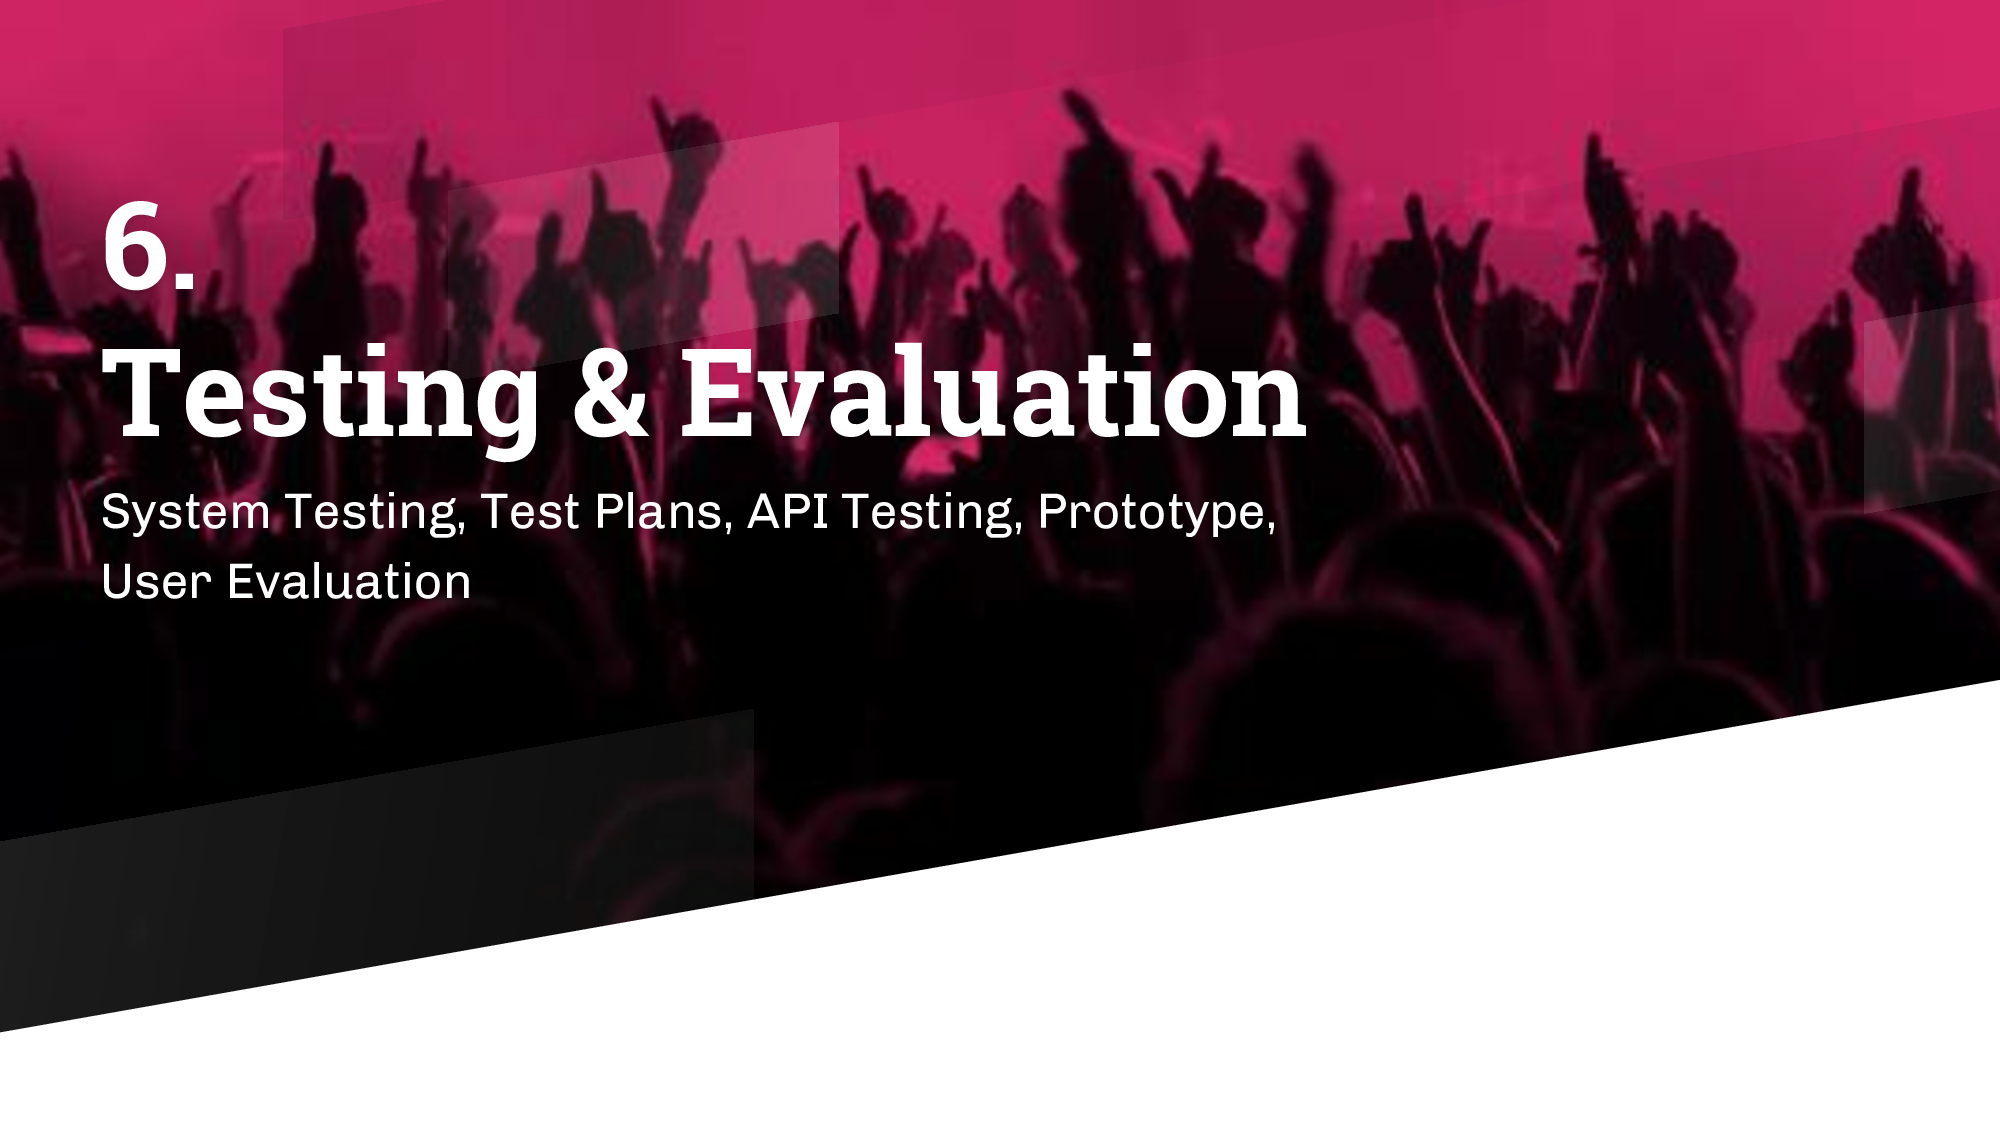 6.
Testing & Evaluation
System Testing, Test Plans, API Testing, Prototype,
User Evaluation